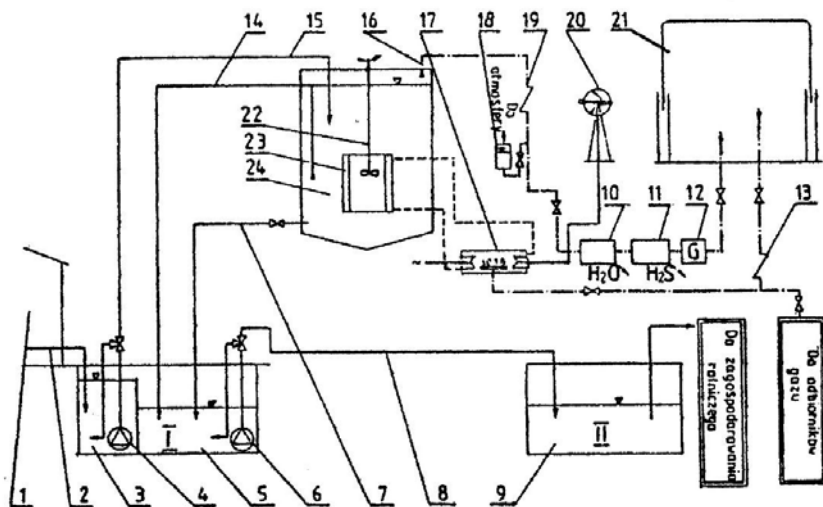 14 15 16 17 18 19 20 21
Do
atmosfery
22
23
24
10 11 12 13
H₂O H₂S G
I
II
Do zagospodarowania
rolniczego
Do odbiorników
gazu
1 2 3 4 5 6 7 8 9